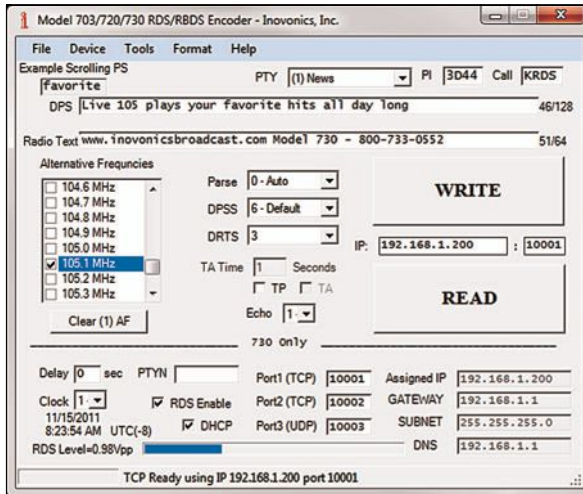 Model 703/720/730 RDS/RBDS Encoder - Inovonics, Inc.
File Device Tools Format Help
Example Scrolling PS
favorite
PTY (1) News PI 3D44 Call KRDS
DPS Live 105 plays your favorite hits all day long 46/128
Radio Text www.inovonicsbroadcast.com Model 730 - 800-733-0552 51/64
Alternative Frequncies
104.6 MHz
104.7 MHz
104.8 MHz
104.9 MHz
105.0 MHz
105.1 MHz
105.2 MHz
105.3 MHz
Clear (1) AF
Parse 0 - Auto
DPSS 6 - Default
DRTS 3
TA Time 1 Seconds
TP TA
Echo 1 -
WRITE
IP: 192.168.1.200 : 10001
READ
730 Only
Delay 0 sec PTYN
Clock 1 -
11/15/2011
8:23:54 AM UTC(-8)
RDS Enable
DHCP
Port1 (TCP) 10001
Port2 (TCP) 10002
Port3 (UDP) 10003
Assigned IP 192.168.1.200
GATEWAY 192.168.1.1
SUBNET 255.255.255.0
DNS 192.168.1.1
RDS Level=0.98Vpp
TCP Ready using IP 192.168.1.200 port 10001